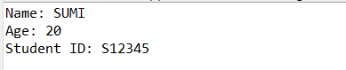 Name: SUMI
Age: 20
Student ID: S12345